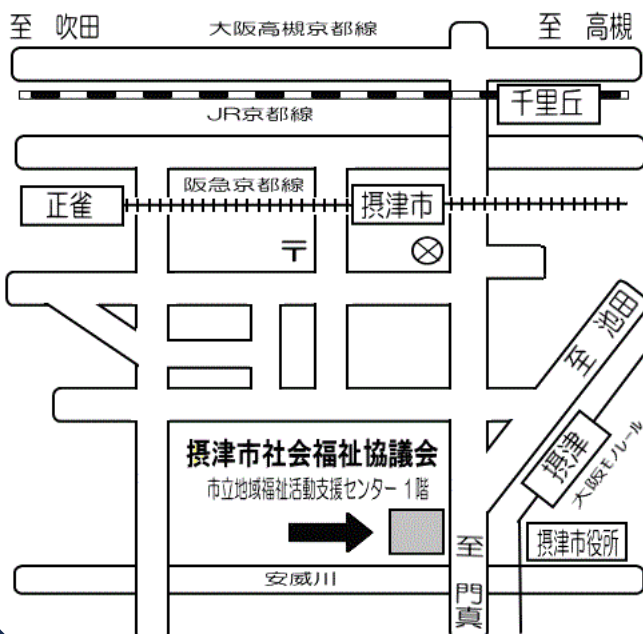 至 吹田
大阪高槻京都線
至 高槻
千里丘
JR京都線
阪急京都線
正雀
摂津市
〒
至 池田
摂津市社会福祉協議会
市立地域福祉活動支援センター 1階
摂津
大阪モノレール
摂津市役所
至 門真
安威川